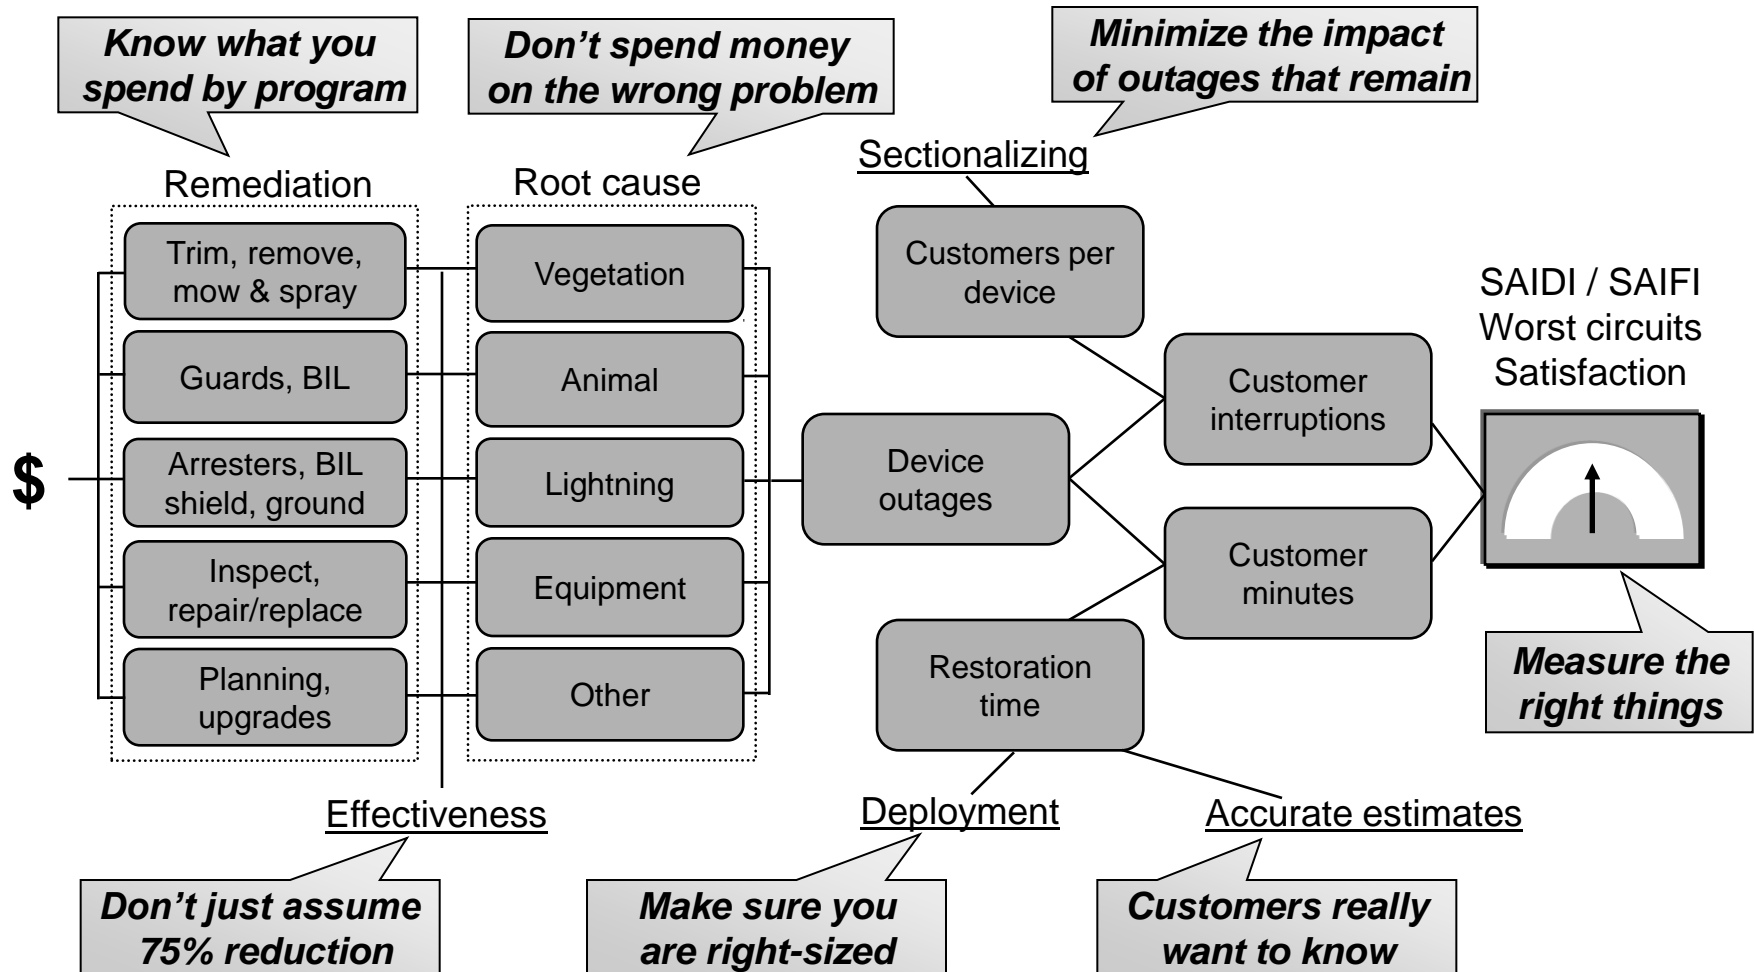 Know what you
spend by program
Don’t spend money
on the wrong problem
Minimize the impact
of outages that remain
Sectionalizing
Remediation
Root cause
Trim, remove,
mow & spray
Vegetation
Customers per
device
SAIDI / SAIFI
Worst circuits
Satisfaction
Guards, BIL
Animal
Customer
interruptions
$
Arresters, BIL
shield, ground
Lightning
Device
outages
Inspect,
repair/replace
Equipment
Customer
minutes
Planning,
upgrades
Other
Restoration
time
Measure the
right things
Effectiveness
Deployment
Accurate estimates
Don’t just assume
75% reduction
Make sure you
are right-sized
Customers really
want to know